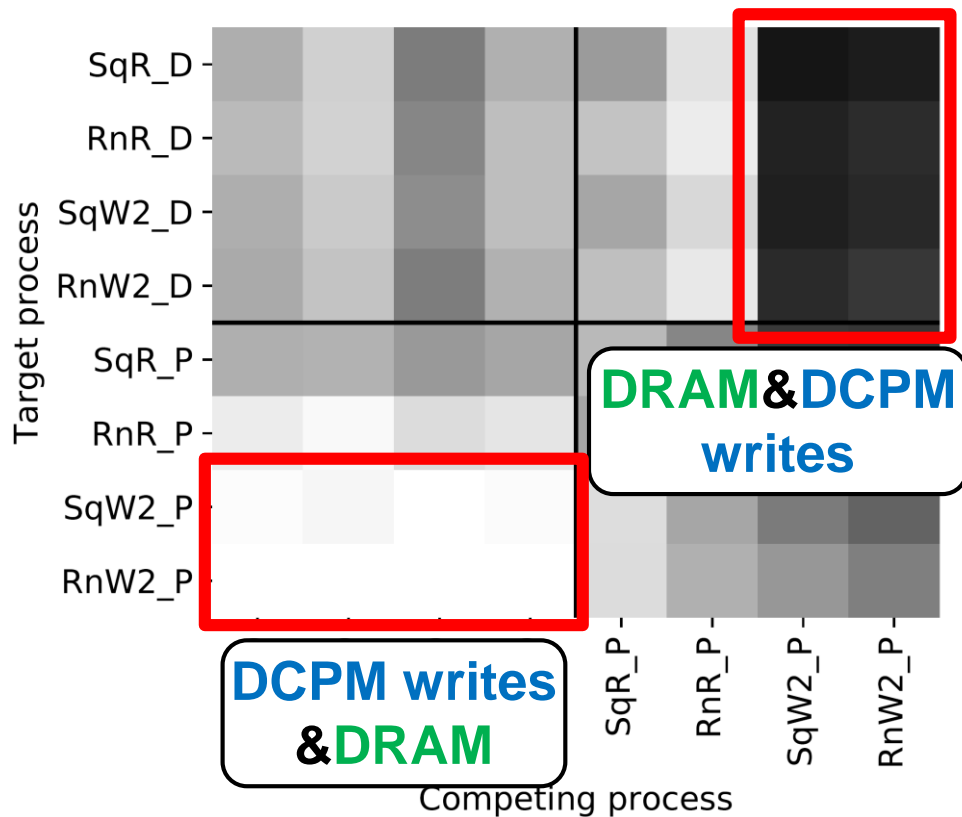 SqR_D
RnR_D
SqW2_D
RnW2_D
SqR_P
RnR_P
SqW2_P
RnW2_P
Target process
DRAM&DCPM
writes
DCPM writes
&DRAM
SqR_P
RnR_P
SqW2_P
RnW2_P
Competing process